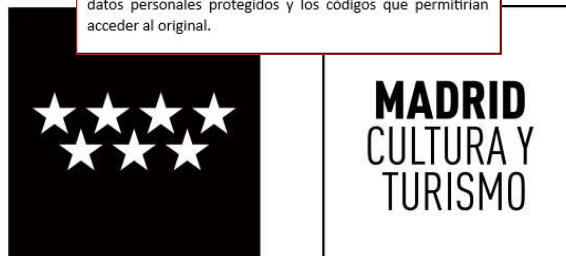 datos personales protegidos y los códigos que permitirían
acceder al original.
MADRID
CULTURA Y
TURISMO